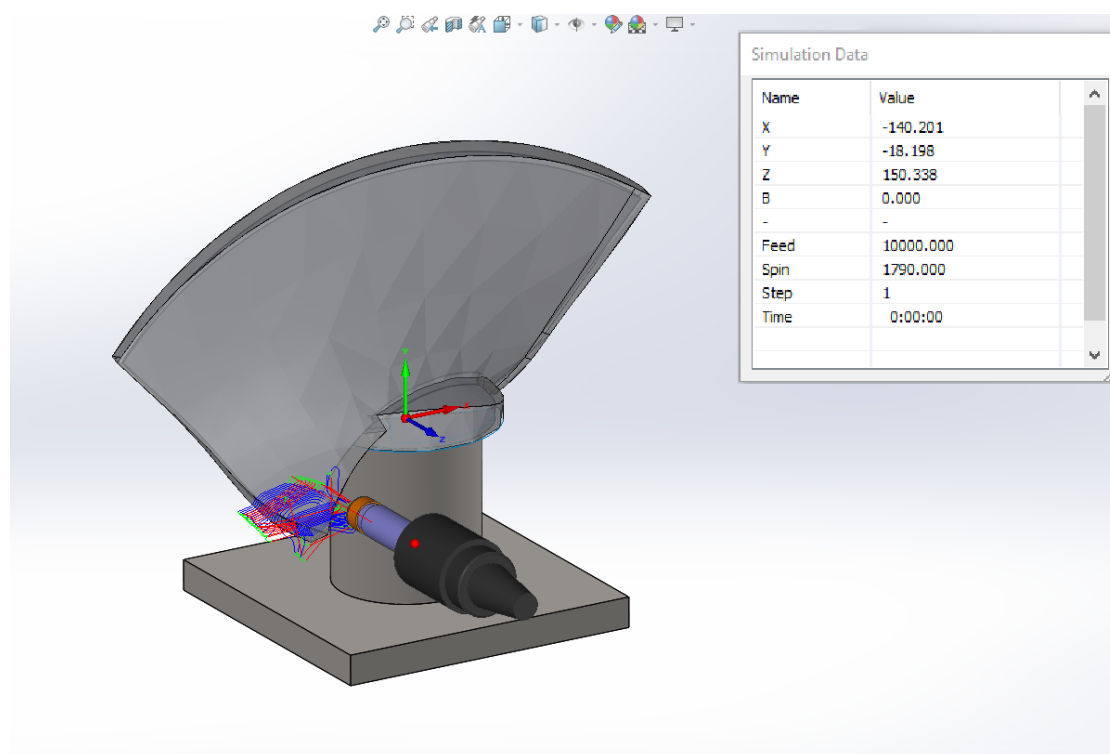 Simulation Data
Name Value
X -140.201
Y -18.198
Z 150.338
B 0.000
- -
Feed 10000.000
Spin 1790.000
Step 1
Time 0:00:00
Y
X
Z